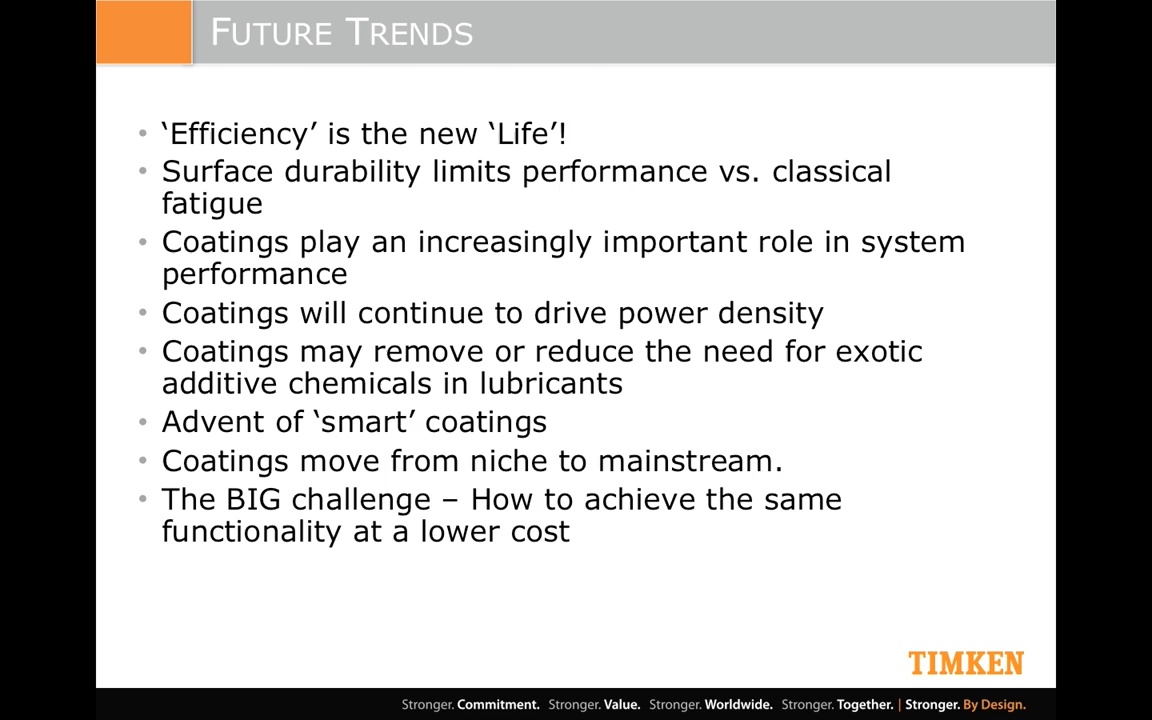 FUTURE TRENDS
• ‘Efficiency’ is the new ‘Life’!
• Surface durability limits performance vs. classical
fatigue
• Coatings play an increasingly important role in system
performance
• Coatings will continue to drive power density
• Coatings may remove or reduce the need for exotic
additive chemicals in lubricants
• Advent of ‘smart’ coatings
• Coatings move from niche to mainstream.
• The BIG challenge – How to achieve the same
functionality at a lower cost
TIMKEN
Stronger. Commitment. Stronger. Value. Stronger. Worldwide. Stronger. Together. | Stronger. By Design.